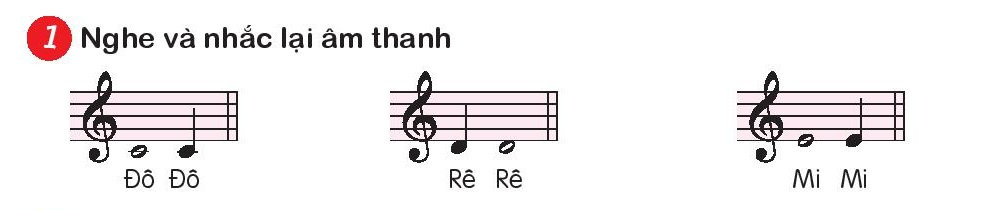 1 Nghe và nhắc lại âm thanh
Đô Đô Rê Rê Mi Mi